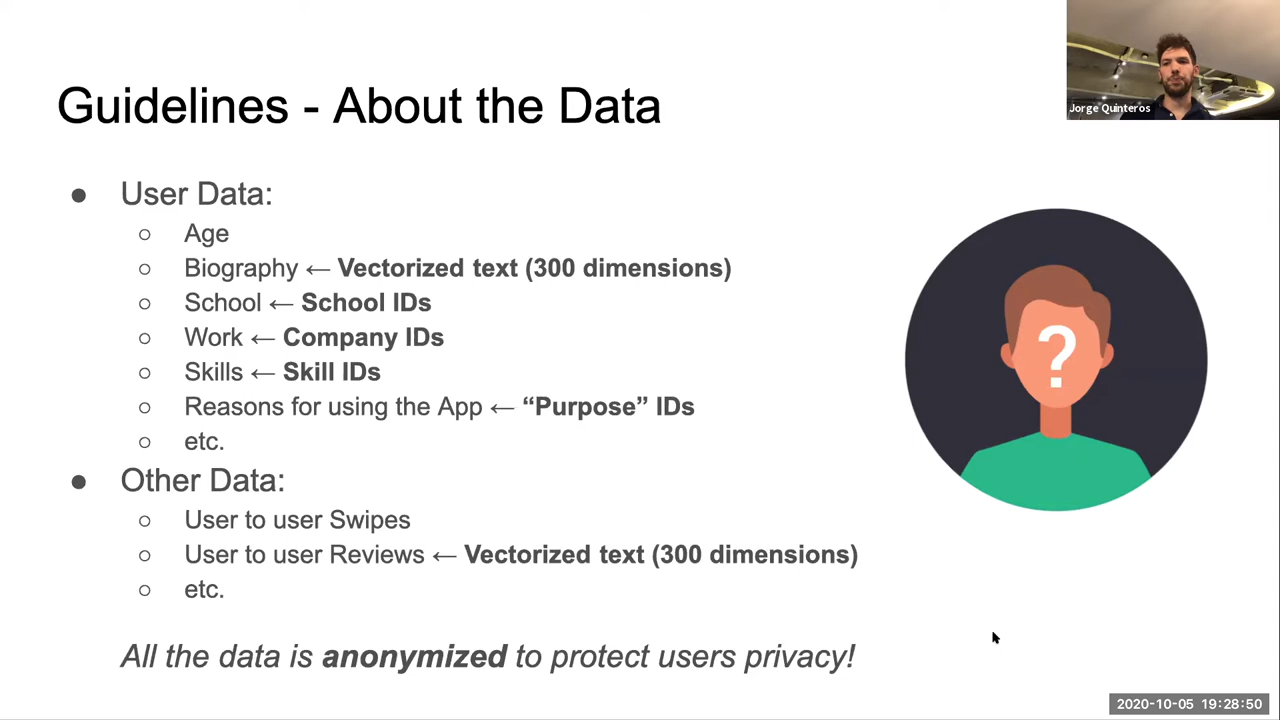 Jorge Quinteros
Guidelines - About the Data
● User Data:
○ Age
○ Biography ← Vectorized text (300 dimensions)
○ School ← School IDs
○ Work ← Company IDs
○ Skills ← Skill IDs
○ Reasons for using the App ← “Purpose” IDs
○ etc.
● Other Data:
○ User to user Swipes
○ User to user Reviews ← Vectorized text (300 dimensions)
○ etc.
All the data is anonymized to protect users privacy!
?
2020-10-05 19:28:50